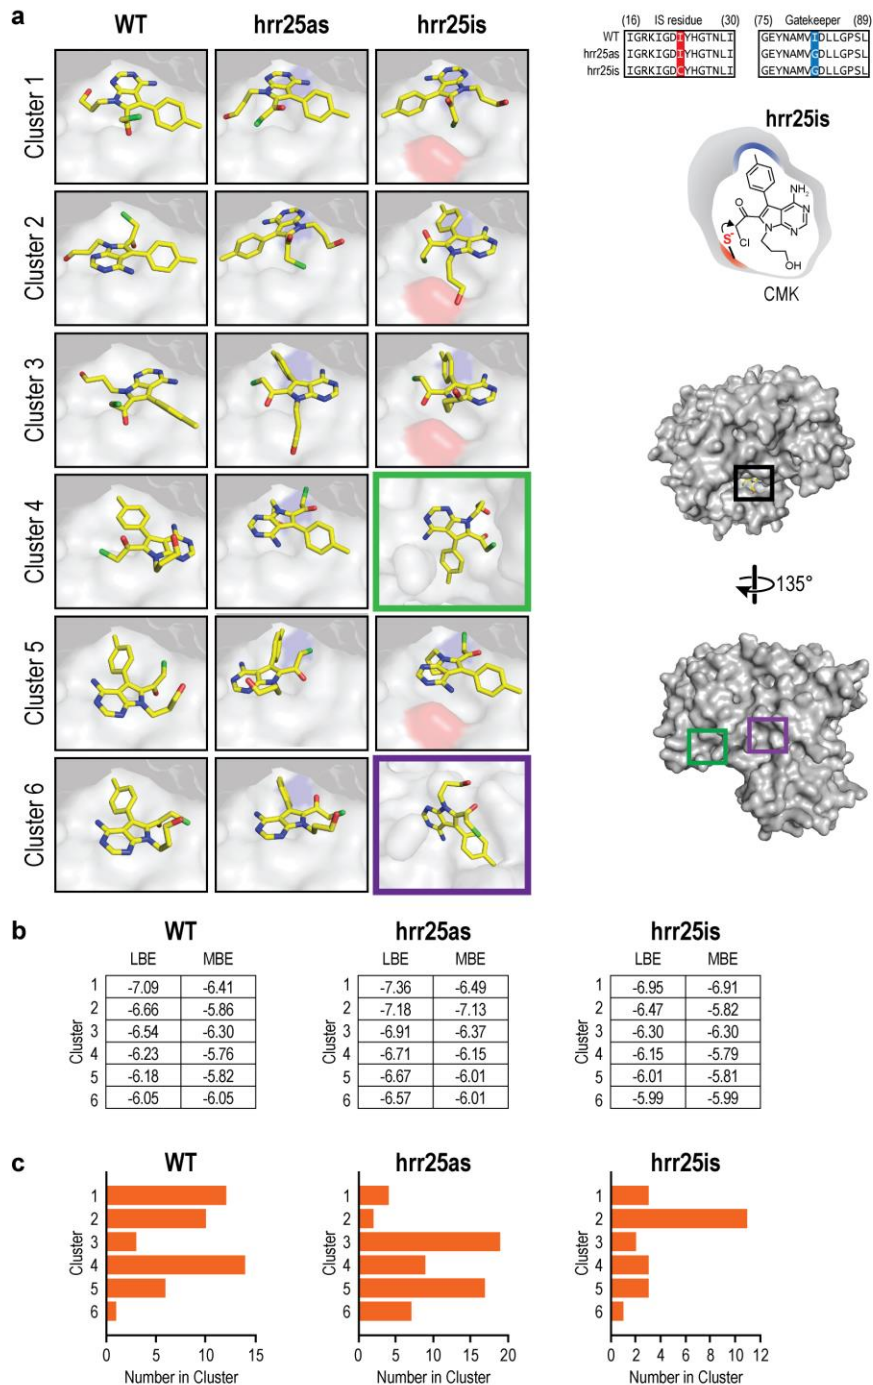 a
WT hrr25as hrr25is
Cluster 1
Cluster 2
Cluster 3
Cluster 4
Cluster 5
Cluster 6
(16) IS residue (30) (75) Gatekeeper (89)
WT IGRKIGDIYHGTNLI GEYNAMVIDLLGPSL
hrr25as IGRKIGDIYHGTNLI GEYNAMVGDLLGPSL
hrr25is IGRKIGDCYHGTNLI GEYNAMVGDLLGPSL
hrr25is
NH2
O
N
N
N
S-
Cl
OH
CMK
135°
b
WT hrr25as hrr25is
LBE MBE LBE MBE LBE MBE
Cluster Cluster Cluster
1 -7.09 -6.41 1 -7.36 -6.49 1 -6.95 -6.91
2 -6.66 -5.86 2 -7.18 -7.13 2 -6.47 -5.82
3 -6.54 -6.30 3 -6.91 -6.37 3 -6.30 -6.30
4 -6.23 -5.76 4 -6.71 -6.15 4 -6.15 -5.79
5 -6.18 -5.82 5 -6.67 -6.01 5 -6.01 -5.81
6 -6.05 -6.05 6 -6.57 -6.01 6 -5.99 -5.99
c
WT hrr25as hrr25is
Cluster Cluster Cluster
1 1 1
2 2 2
3 3 3
4 4 4
5 5 5
6 6 6
0 5 10 15 0 5 10 15 20 0 2 4 6 8 10 12
Number in Cluster Number in Cluster Number in Cluster